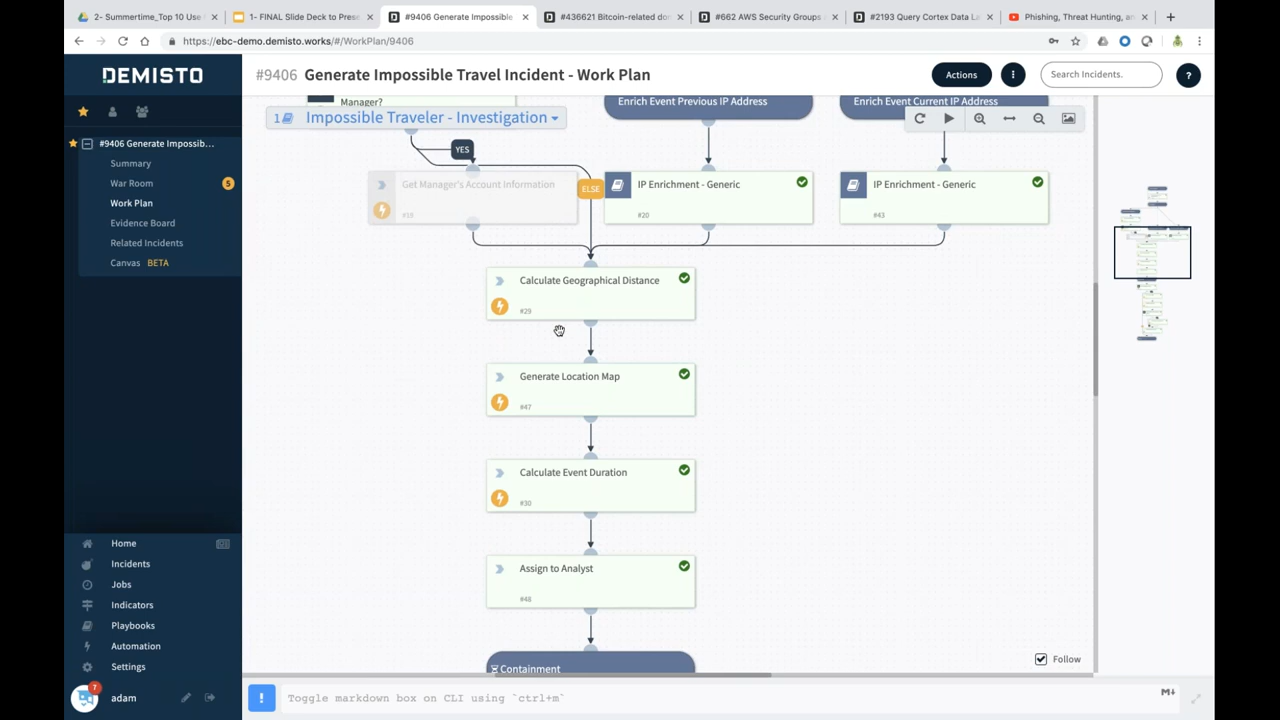 2- Summertime_Top 10 Use
1- FINAL Slide Deck to Prese
#9406 Generate Impossible
#436621 Bitcoin-related do
#662 AWS Security Groups
#2193 Query Cortex Data La
Phishing, Threat Hunting, an
https://ebc-demo.demisto.works/#/WorkPlan/9406
DEMISTO
#9406 Generate Impossible Travel Incident - Work Plan
Actions
Search Incidents.
?
#9406 Generate Impossib...
Summary
War Room
5
Work Plan
Evidence Board
Related Incidents
Canvas BETA
Home
Incidents
Jobs
Indicators
Playbooks
Automation
Settings
7
adam
Manager?
Enrich Event Previous IP Address
Enrich Event Current IP Address
1
Impossible Traveler - Investigation
YES
ELSE
Get Manager's Account Information
IP Enrichment - Generic
#20
IP Enrichment - Generic
#43
Calculate Geographical Distance
#29
Generate Location Map
#47
Calculate Event Duration
#30
Assign to Analyst
#48
Containment
Follow
!
Toggle markdown box on CLI using `ctrl+m`
M+